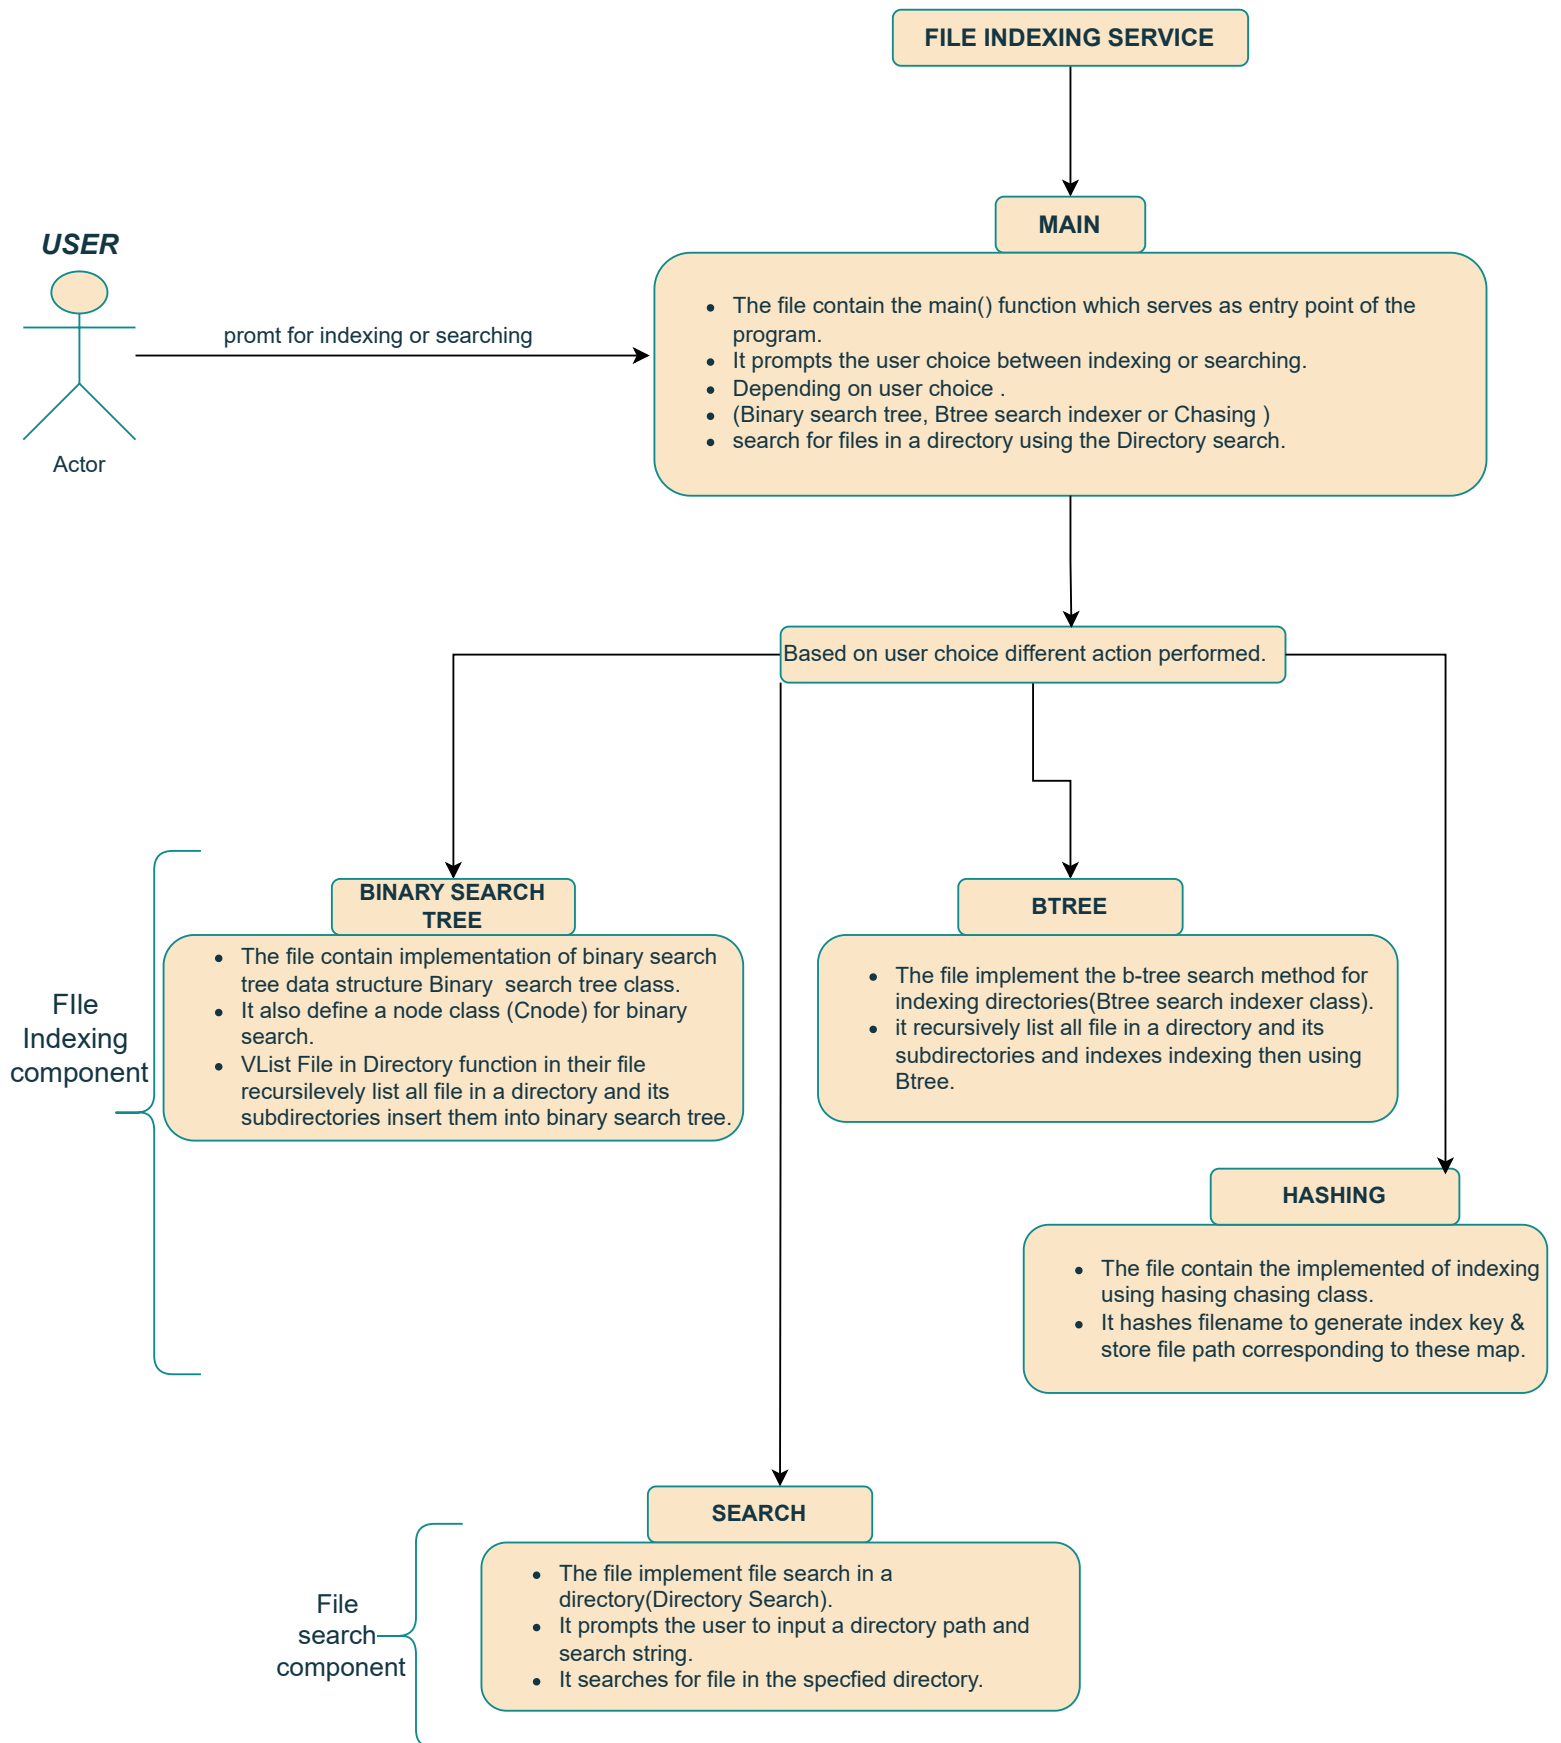 FILE INDEXING SERVICE
MAIN
USER
Actor
promt for indexing or searching
• The file contain the main() function which serves as entry point of the
program.
• It prompts the user choice between indexing or searching.
• Depending on user choice .
• (Binary search tree, Btree search indexer or Chasing )
• search for files in a directory using the Directory search.
Based on user choice different action performed.
FIle
Indexing
component
BINARY SEARCH
TREE
• The file contain implementation of binary search
tree data structure Binary  search tree class.
• It also define a node class (Cnode) for binary
search.
• VList File in Directory function in their file
recursilevely list all file in a directory and its
subdirectories insert them into binary search tree.
BTREE
• The file implement the b-tree search method for
indexing directories(Btree search indexer class).
• it recursively list all file in a directory and its
subdirectories and indexes indexing then using
Btree.
HASHING
• The file contain the implemented of indexing
using hasing chasing class.
• It hashes filename to generate index key &
store file path corresponding to these map.
File
search
component
SEARCH
• The file implement file search in a
directory(Directory Search).
• It prompts the user to input a directory path and
search string.
• It searches for file in the specfied directory.